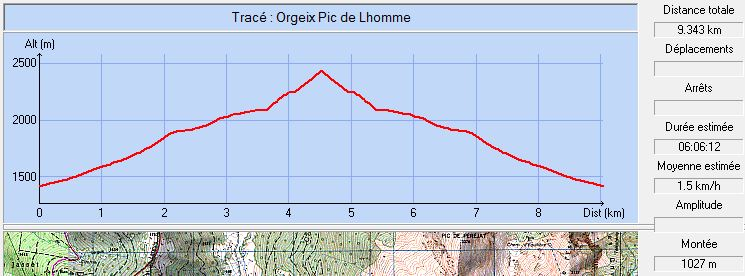 Tracé : Orgeix Pic de Lhomme
Alt (m)
2500
2000
1500
0 1 2 3 4 5 6 7 8 Dist (km)
Distance totale
9.343 km
Déplacements
Arrêts
Durée estimée
06:06:12
Moyenne estimée
1.5 km/h
Amplitude
Montée
1027 m
PIC DE PEREJAT